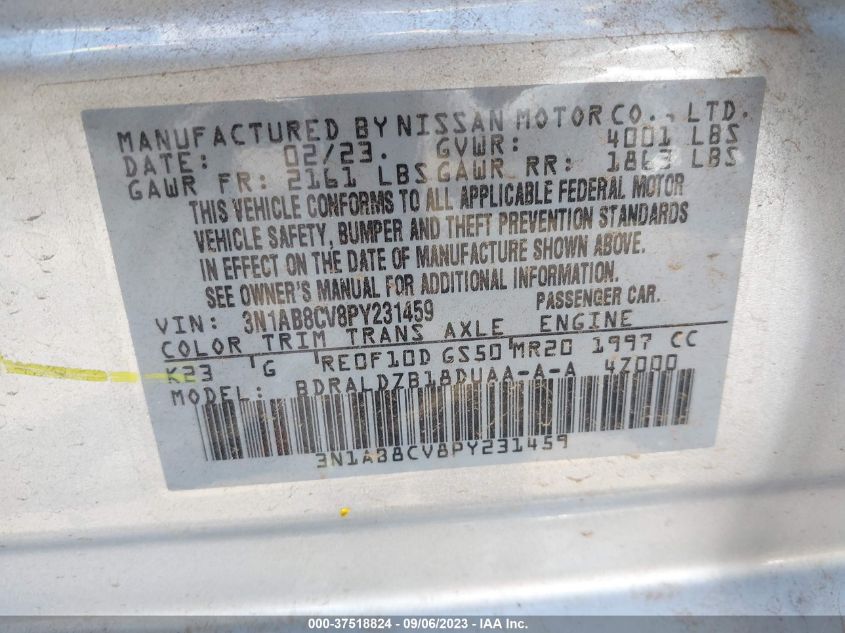 MANUFACTURED BY NISSAN MOTOR CO., LTD.
DATE: 02/23. GVWR: 4001 LBS
GAWR FR: 2161 LBS GAWR RR: 1863 LBS
THIS VEHICLE CONFORMS TO ALL APPLICABLE FEDERAL MOTOR
VEHICLE SAFETY, BUMPER AND THEFT PREVENTION STANDARDS
IN EFFECT ON THE DATE OF MANUFACTURE SHOWN ABOVE.
SEE OWNER'S MANUAL FOR ADDITIONAL INFORMATION.
PASSENGER CAR.
VIN: 3N1AB8CV8PY231459
COLOR TRIM TRANS AXLE ENGINE
K23 G RE0F10D GS50 MR20 1997 CC
MODEL: BDRALDZB18DUAA-A-A 4Z000
3N1AB8CV8PY231459
000-37518824 - 09/06/2023 - IAA Inc.